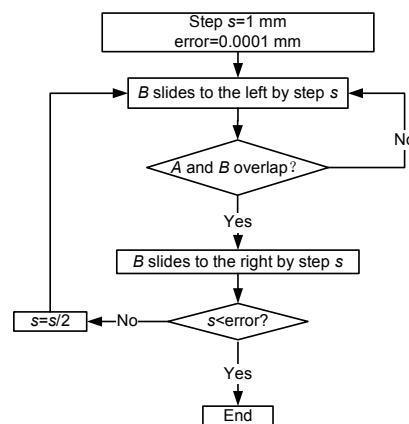 Step s=1 mm
error=0.0001 mm
B slides to the left by step s
No
A and B overlap?
Yes
B slides to the right by step s
s=s/2
No
s<error?
Yes
End